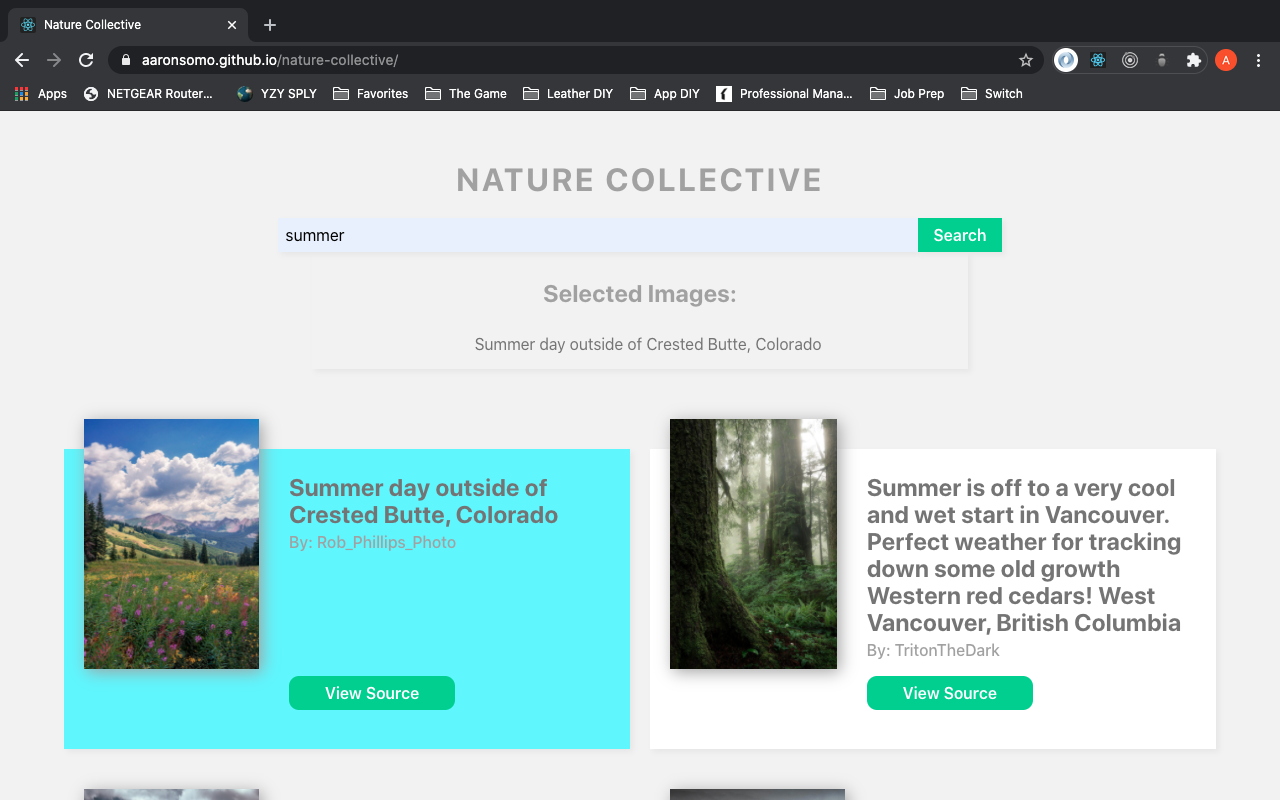 Nature Collective
aaronsomo.github.io/nature-collective/
A
Apps NETGEAR Router... YZY SPLY Favorites The Game Leather DIY App DIY Professional Mana... Job Prep Switch
NATURE COLLECTIVE
summer Search
Selected Images:
Summer day outside of Crested Butte, Colorado
Summer day outside of
Crested Butte, Colorado
By: Rob_Phillips_Photo
View Source
Summer is off to a very cool
and wet start in Vancouver.
Perfect weather for tracking
down some old growth
Western red cedars! West
Vancouver, British Columbia
By: TritonTheDark
View Source